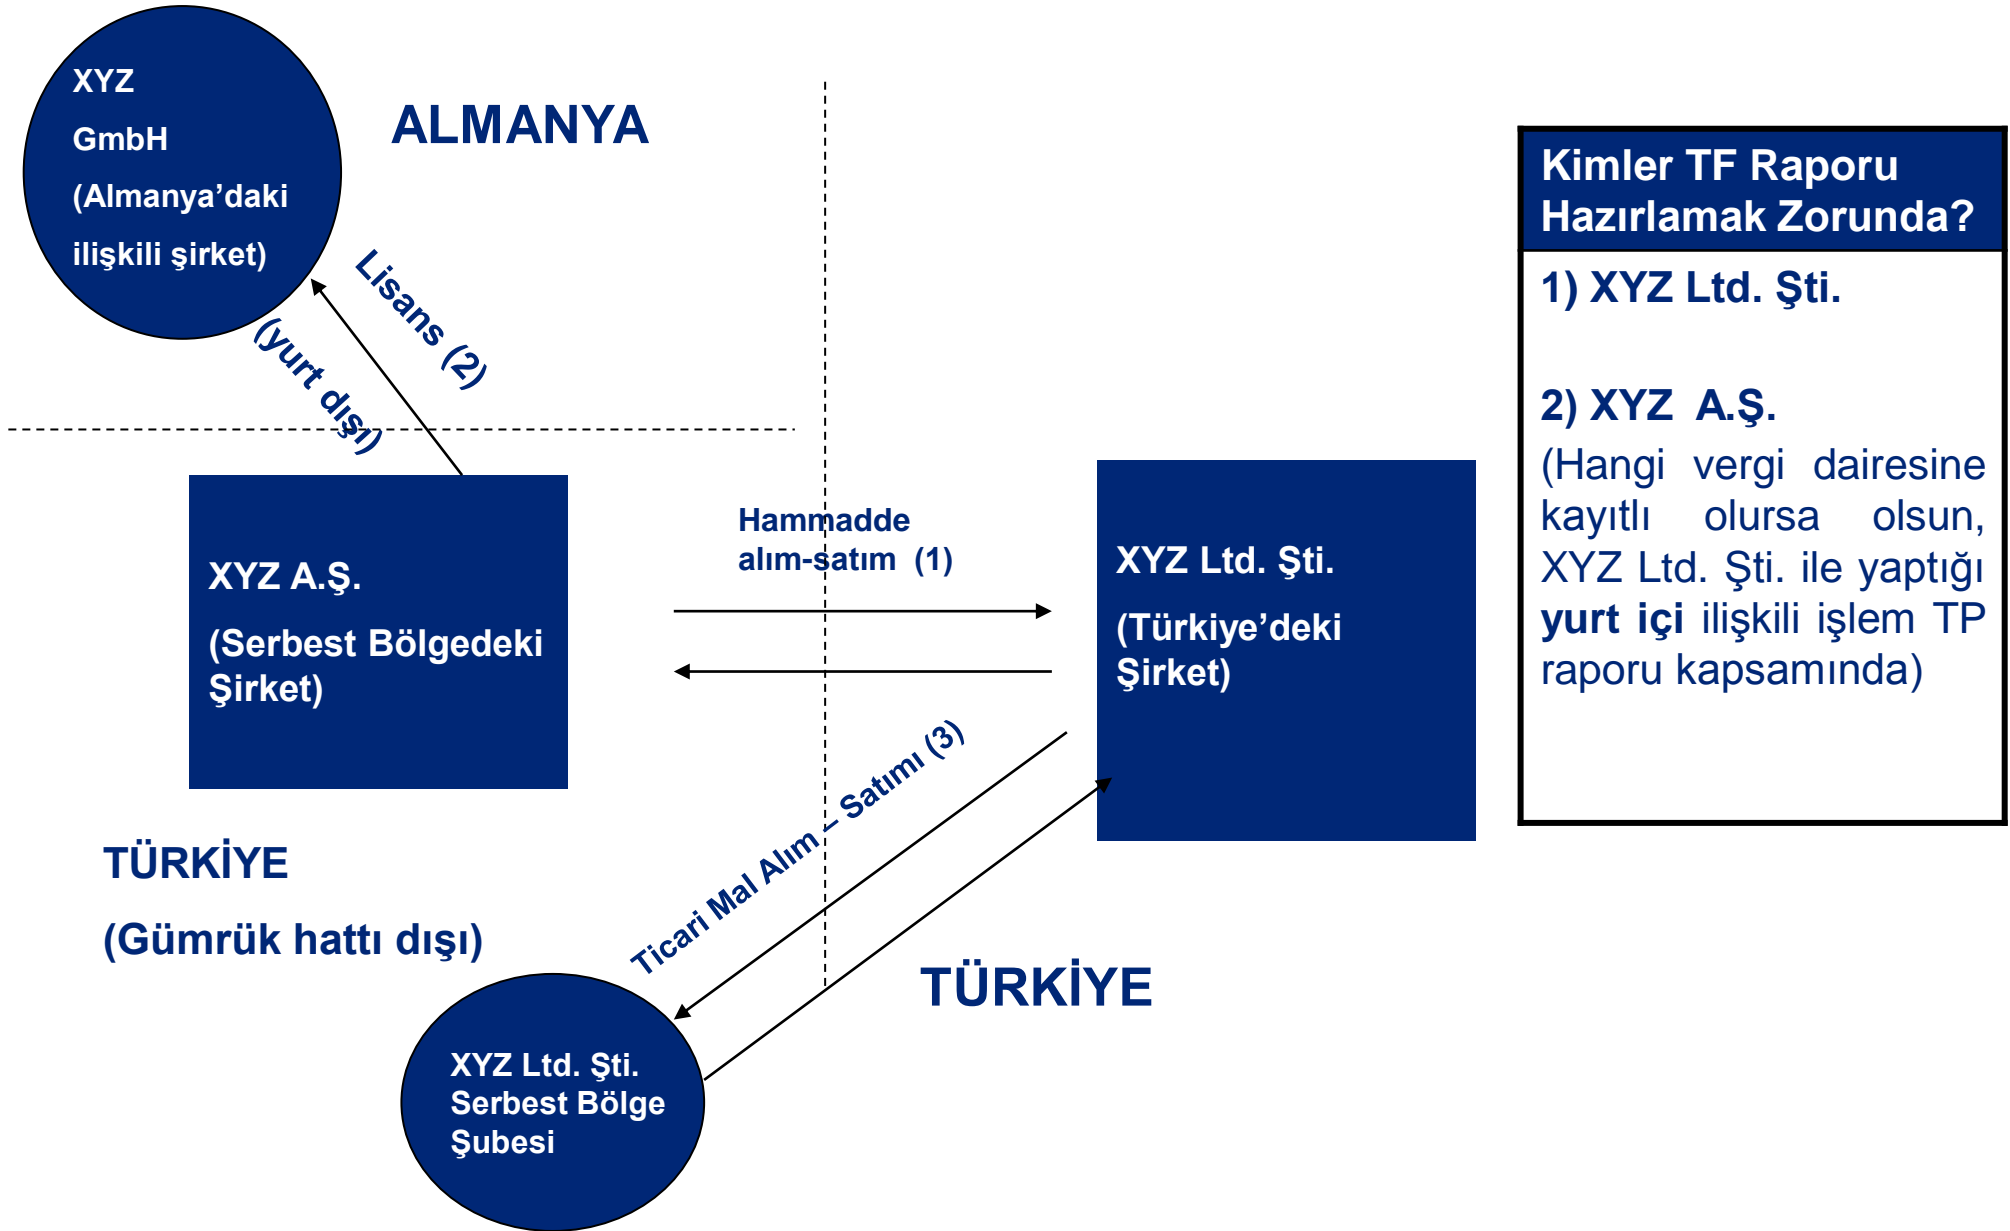 XYZ
GmbH
(Almanya’daki
ilişkili şirket)
ALMANYA
Lisans (2)
(yurt dışı)
XYZ A.Ş.
(Serbest Bölgedeki
Şirket)
Hammadde
alım-satım (1)
XYZ Ltd. Şti.
(Türkiye’deki
Şirket)
Ticari Mal Alım – Satımı (3)
TÜRKİYE
(Gümrük hattı dışı)
TÜRKİYE
XYZ Ltd. Şti.
Serbest Bölge
Şubesi
Kimler TF Raporu
Hazırlamak Zorunda?
1) XYZ Ltd. Şti.
2) XYZ A.Ş.
(Hangi vergi dairesine
kayıtlı olursa olsun,
XYZ Ltd. Şti. ile yaptığı
yurt içi ilişkili işlem TP
raporu kapsamında)